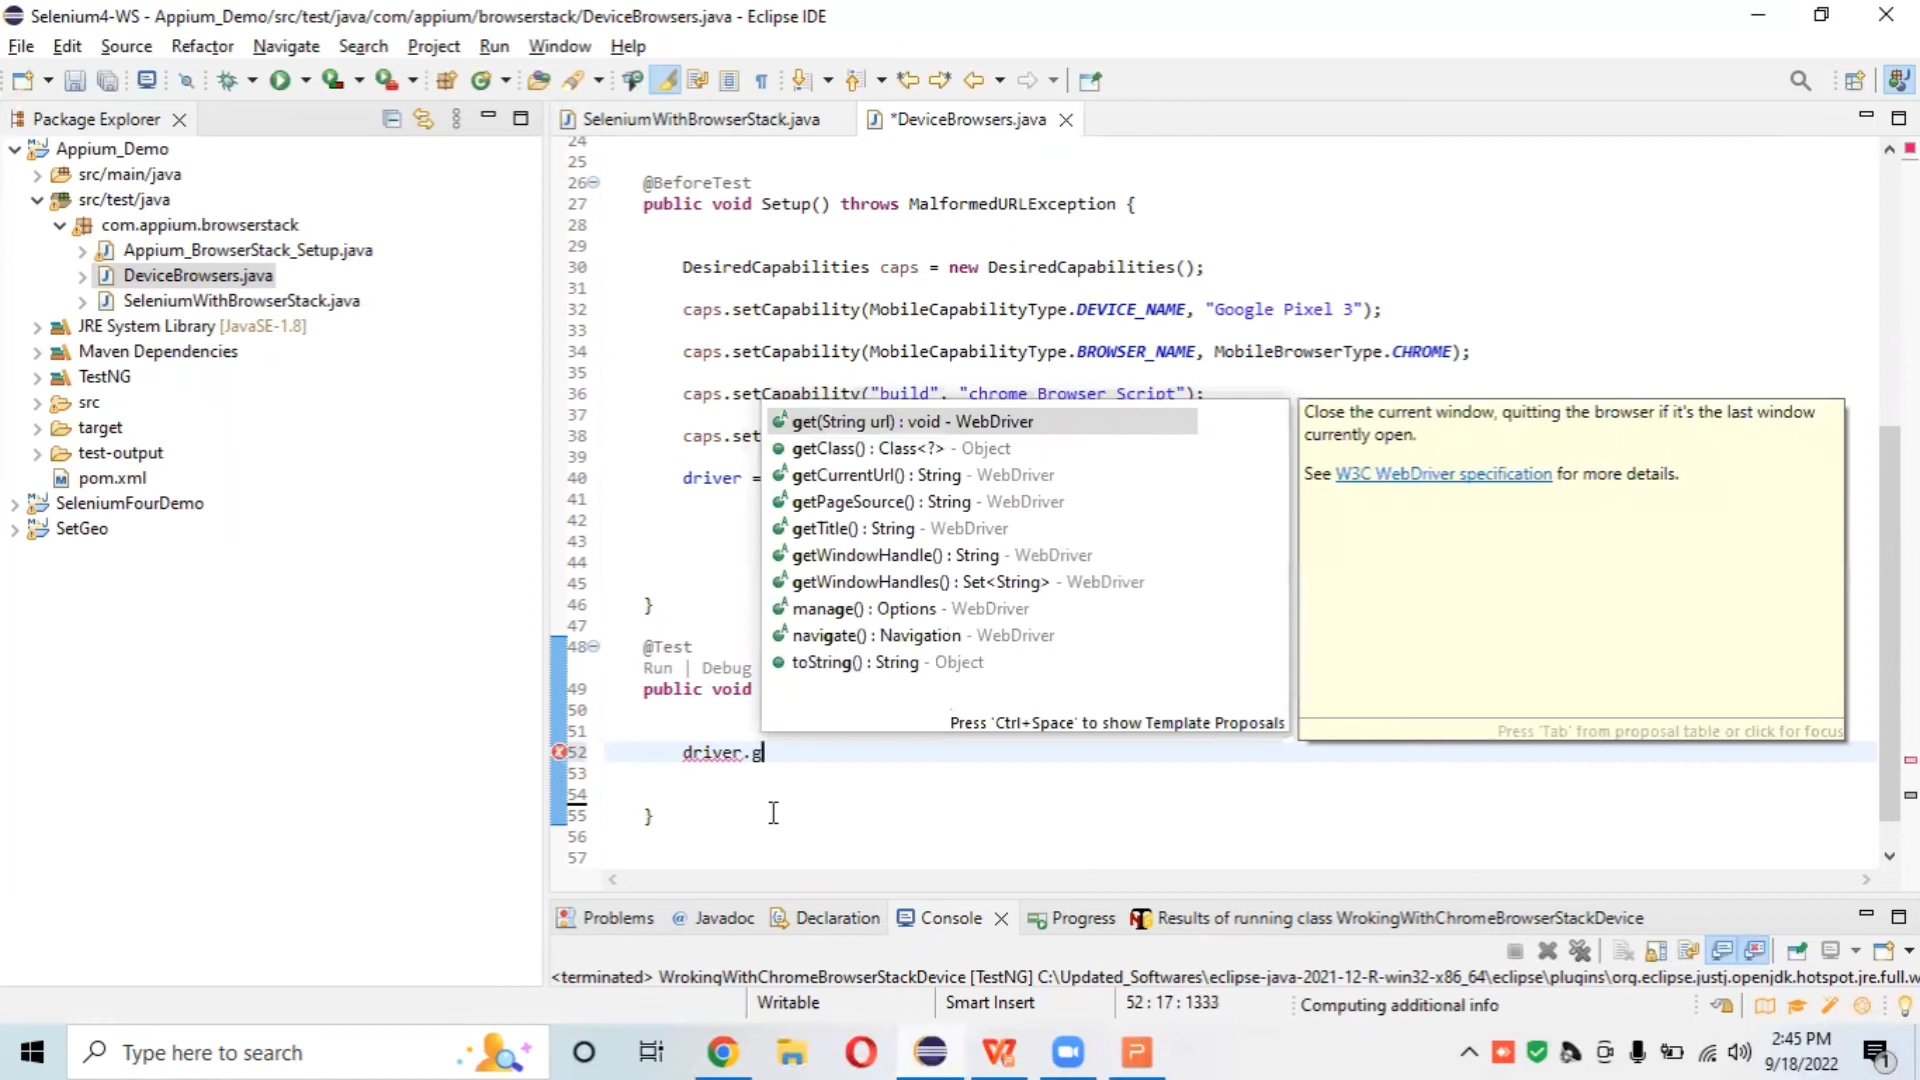 Selenium4-WS - Appium_Demo/src/test/java/com/appium/browserstack/DeviceBrowsers.java - Eclipse IDE
File Edit Source Refactor Navigate Search Project Run Window Help
Package Explorer
Appium_Demo
src/main/java
src/test/java
com.appium.browserstack
Appium_BrowserStack_Setup.java
DeviceBrowsers.java
SeleniumWithBrowserStack.java
JRE System Library [JavaSE-1.8]
Maven Dependencies
TestNG
src
target
test-output
pom.xml
SeleniumFourDemo
SetGeo
SeleniumWithBrowserStack.java *DeviceBrowsers.java
24
25
26 @BeforeTest
27 public void Setup() throws MalformedURLException {
28
29
30 DesiredCapabilities caps = new DesiredCapabilities();
31
32 caps.setCapability(MobileCapabilityType.DEVICE_NAME, "Google Pixel 3");
33
34 caps.setCapability(MobileCapabilityType.BROWSER_NAME, MobileBrowserType.CHROME);
35
36 caps.setCapability("build", "chrome Browser Script");
37
38 caps.set
39
40 driver =
41
42
43
44
45
46 }
47
48 @Test
Run | Debug
49 public void
50
51
52 driver.g
53
54
55 }
56
57
get(String url) : void - WebDriver
getClass() : Class<?> - Object
getCurrentUrl() : String - WebDriver
getPageSource() : String - WebDriver
getTitle() : String - WebDriver
getWindowHandle() : String - WebDriver
getWindowHandles() : Set<String> - WebDriver
manage() : Options - WebDriver
navigate() : Navigation - WebDriver
toString() : String - Object
Press 'Ctrl+Space' to show Template Proposals
Close the current window, quitting the browser if it's the last window
currently open.
See W3C WebDriver specification for more details.
Press 'Tab' from proposal table or click for focus
Problems @ Javadoc Declaration Console Progress Results of running class WrokingWithChromeBrowserStackDevice
<terminated> WrokingWithChromeBrowserStackDevice [TestNG] C:\Updated_Softwares\eclipse-java-2021-12-R-win32-x86_64\eclipse\plugins\org.eclipse.justj.openjdk.hotspot.jre.full.w
Writable Smart Insert 52 : 17 : 1333 Computing additional info
Type here to search
2:45 PM
9/18/2022
1